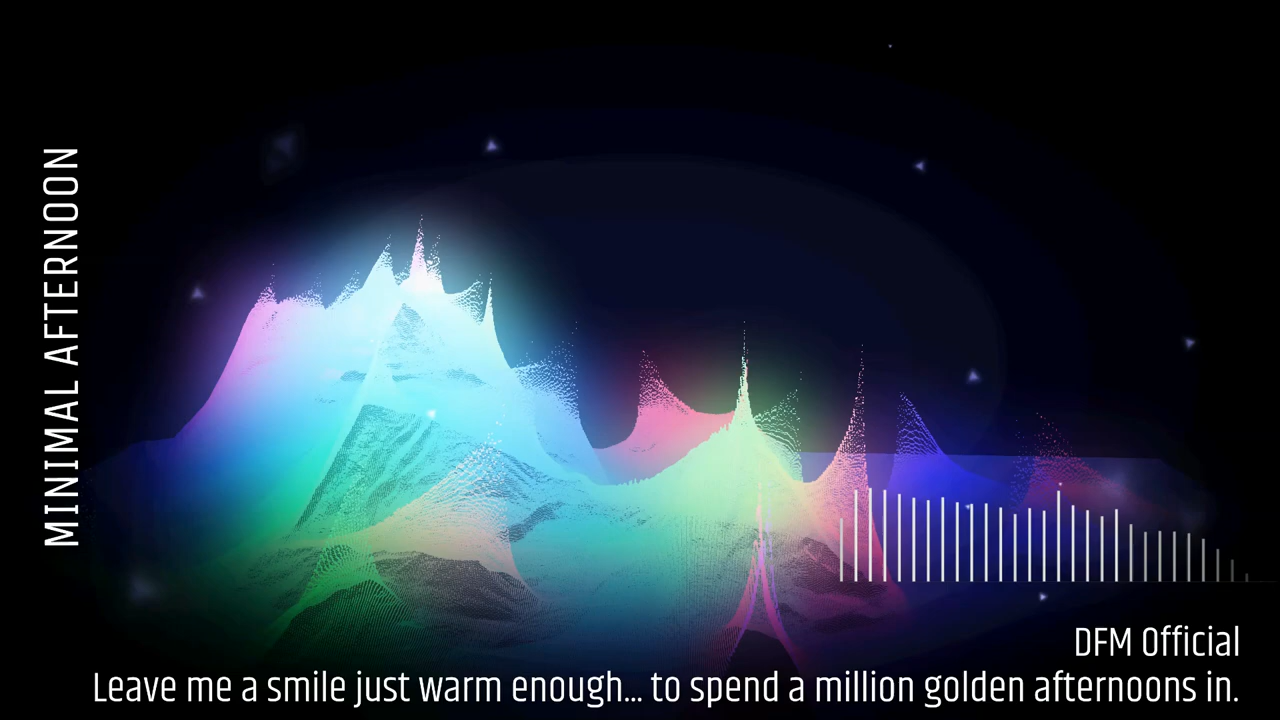 MINIMAL AFTERNOON
DFM Official
Leave me a smile just warm enough... to spend a million golden afternoons in.